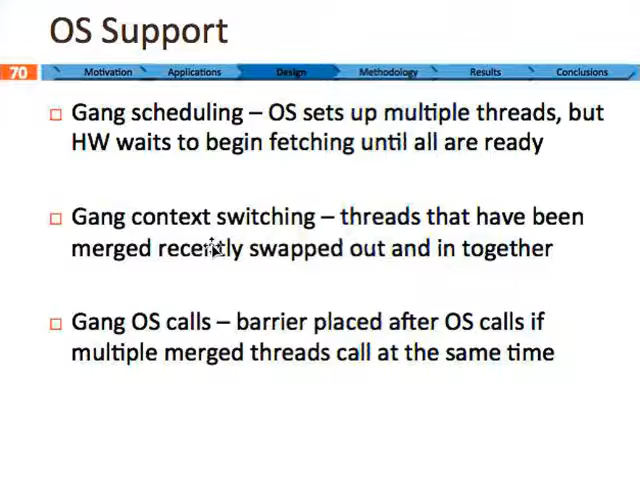 OS Support
70
Motivation Applications Design Methodology Results Conclusions
Gang scheduling – OS sets up multiple threads, but
HW waits to begin fetching until all are ready
Gang context switching – threads that have been
merged recently swapped out and in together
Gang OS calls – barrier placed after OS calls if
multiple merged threads call at the same time